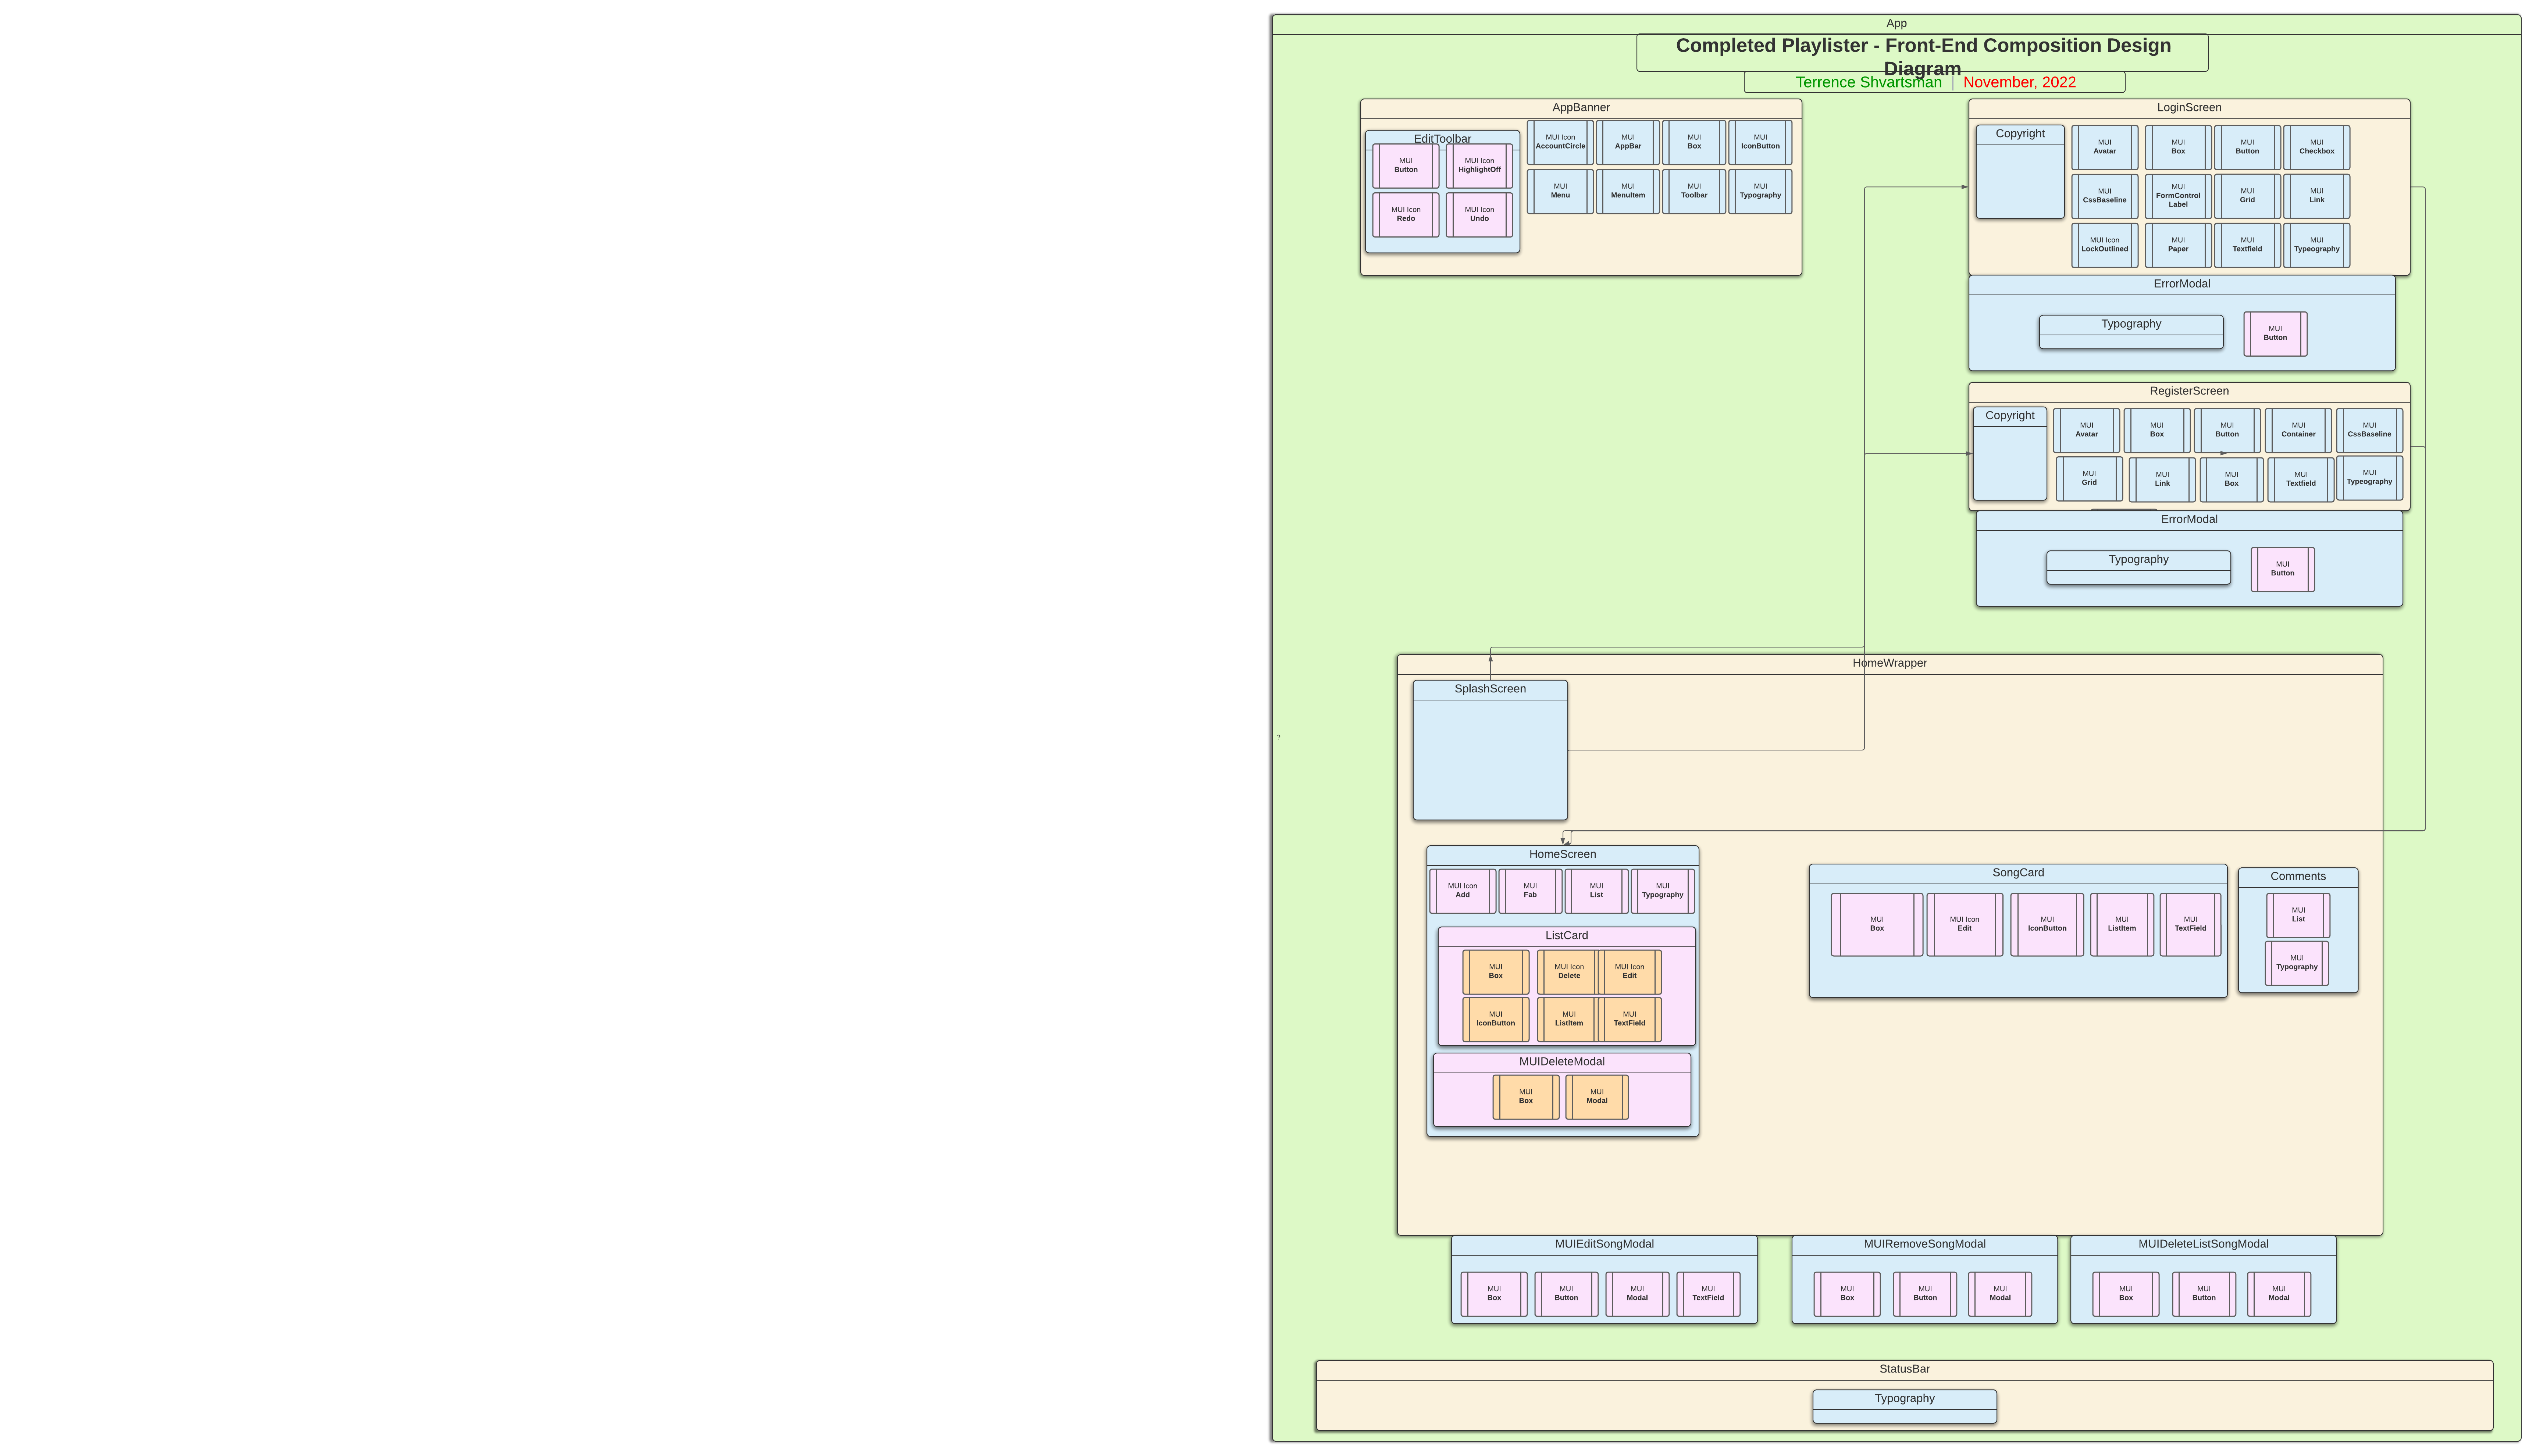 App
Completed Playlister - Front-End Composition Design
Diagram
Terrence Shvartsman | November, 2022
AppBanner
EditToolbar
MUI
Button
MUI Icon
HighlightOff
MUI Icon
Redo
MUI Icon
Undo
MUI Icon
AccountCircle
MUI
AppBar
MUI
Box
MUI
IconButton
MUI
Menu
MUI
MenuItem
MUI
Toolbar
MUI
Typography
LoginScreen
Copyright
MUI
Avatar
MUI
Box
MUI
Button
MUI
Checkbox
MUI
CssBaseline
MUI
FormControl
Label
MUI
Grid
MUI
Link
MUI Icon
LockOutlined
MUI
Paper
MUI
Textfield
MUI
Typeography
ErrorModal
Typography
MUI
Button
RegisterScreen
Copyright
MUI
Avatar
MUI
Box
MUI
Button
MUI
Container
MUI
CssBaseline
MUI
Grid
MUI
Link
MUI
Box
MUI
Textfield
MUI
Typeography
ErrorModal
Typography
MUI
Button
HomeWrapper
SplashScreen
?
HomeScreen
MUI Icon
Add
MUI
Fab
MUI
List
MUI
Typography
ListCard
MUI
Box
MUI Icon
Delete
MUI Icon
Edit
MUI
IconButton
MUI
ListItem
MUI
TextField
MUIDeleteModal
MUI
Box
MUI
Modal
SongCard
MUI
Box
MUI Icon
Edit
MUI
IconButton
MUI
ListItem
MUI
TextField
Comments
MUI
List
MUI
Typography
MUIEditSongModal
MUI
Box
MUI
Button
MUI
Modal
MUI
TextField
MUIRemoveSongModal
MUI
Box
MUI
Button
MUI
Modal
MUIDeleteListSongModal
MUI
Box
MUI
Button
MUI
Modal
StatusBar
Typography